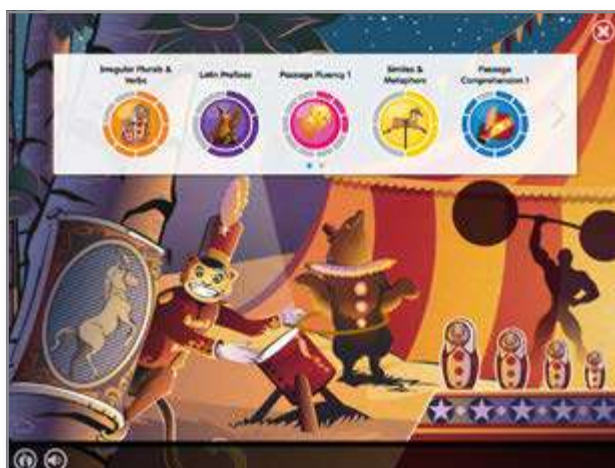 Irregular Plurals &
Verbs
Latin Prefixes
Passage Fluency 1
Similes &
Metaphors
Passage
Comprehension 1